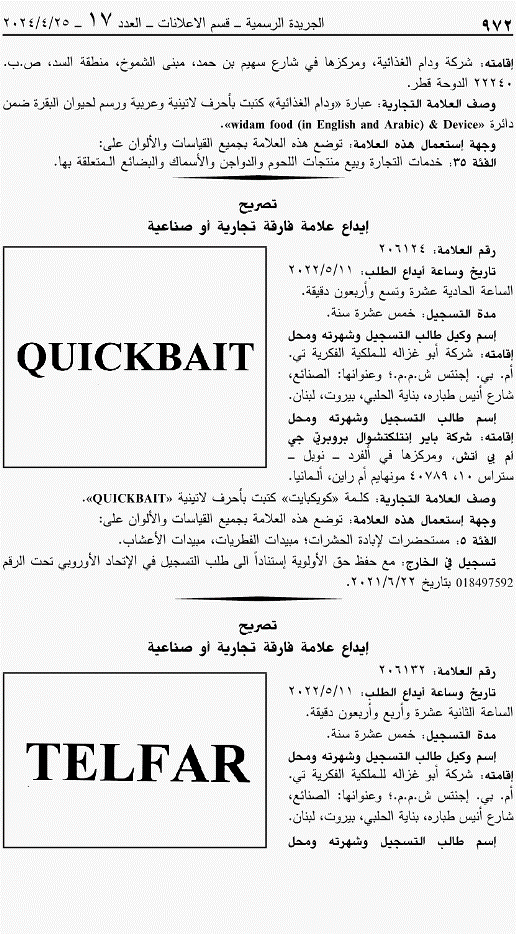 ٩٧٢ الجريدة الرسمية ـ قسم الاعلانات ـ العدد ١٧ ـ ٢٠٢٤/٤/٢٥
إقامته: شركة ودام الغذائية، ومركزها في شارع سهيم بن حمد، مبنى الشموخ، منطقة السد، ص.ب.
٢٢٢٤٠ الدوحة قطر.
وصف العلامة التجارية: عبارة «ودام الغذائية» كتبت بأحرف لاتينية وعربية ورسم لحيوان البقرة ضمن
دائرة «widam food (in English and Arabic) & Device».
وجهة إستعمال هذه العلامة: توضع هذه العلامة بجميع القياسات والألوان على:
الفئة ٣٥: خدمات التجارة وبيع منتجات اللحوم والدواجن والأسماك والبضائع المتعلقة بها.
تصريح
إيداع علامة فارقة تجارية أو صناعية
رقم العلامة: ٢٠٦١٢٤
تاريخ وساعة أيداع الطلب: ٢٠٢٢/٥/١١
الساعة الحادية عشرة وتسع وأربعون دقيقة.
مدة التسجيل: خمس عشرة سنة.
إسم وكيل طالب التسجيل وشهرته ومحل
إقامته: شركة أبو غزاله للملكية الفكرية تي.
أم. بي. إجنتس ش.م.م.؛ وعنوانها: الصنائع،
شارع أنيس طباره، بناية الحلبي، بيروت، لبنان.
إسم طالب التسجيل وشهرته ومحل
إقامته: شركة باير إنتلكتشوال بروبرتي جي
أم بي اتش، ومركزها في ألفرد ـ نوبل ـ
ستراس ١٠، ٤٠٧٨٩ مونهايم أم راين، ألمانيا.
QUICKBAIT
وصف العلامة التجارية: كلمة «كويكبايت» كتبت بأحرف لاتينية «QUICKBAIT».
وجهة إستعمال هذه العلامة: توضع هذه العلامة بجميع القياسات والألوان على:
الفئة ٥: مستحضرات لإبادة الحشرات؛ مبيدات الفطريات، مبيدات الأعشاب.
تسجيل في الخارج: مع حفظ حق الأولوية إستناداً الى طلب التسجيل في الإتحاد الأوروبي تحت الرقم
018497592 بتاريخ ٢٠٢١/٦/٢٢.
تصريح
إيداع علامة فارقة تجارية أو صناعية
رقم العلامة: ٢٠٦١٣٢
تاريخ وساعة أيداع الطلب: ٢٠٢٢/٥/١١
الساعة الثانية عشرة وأربع وأربعون دقيقة.
مدة التسجيل: خمس عشرة سنة.
إسم وكيل طالب التسجيل وشهرته ومحل
إقامته: شركة أبو غزاله للملكية الفكرية تي.
أم. بي. إجنتس ش.م.م.؛ وعنوانها: الصنائع،
شارع أنيس طباره، بناية الحلبي، بيروت، لبنان.
إسم طالب التسجيل وشهرته ومحل
TELFAR